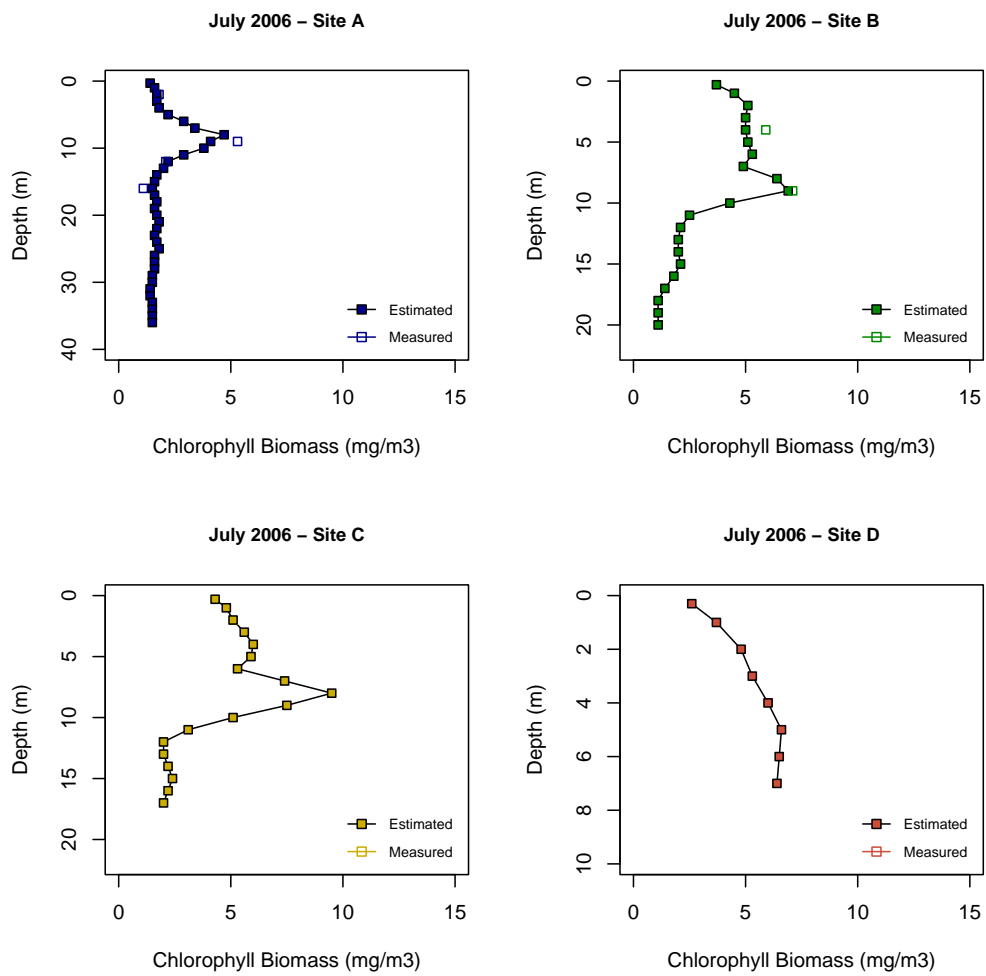 July 2006 – Site A
0
10
20
30
40
Depth (m)
Estimated
Measured
0 5 10 15
Chlorophyll Biomass (mg/m3)
July 2006 – Site B
0
5
10
15
20
Depth (m)
Estimated
Measured
0 5 10 15
Chlorophyll Biomass (mg/m3)
July 2006 – Site C
0
5
10
15
20
Depth (m)
Estimated
Measured
0 5 10 15
Chlorophyll Biomass (mg/m3)
July 2006 – Site D
0
2
4
6
8
10
Depth (m)
Estimated
Measured
0 5 10 15
Chlorophyll Biomass (mg/m3)